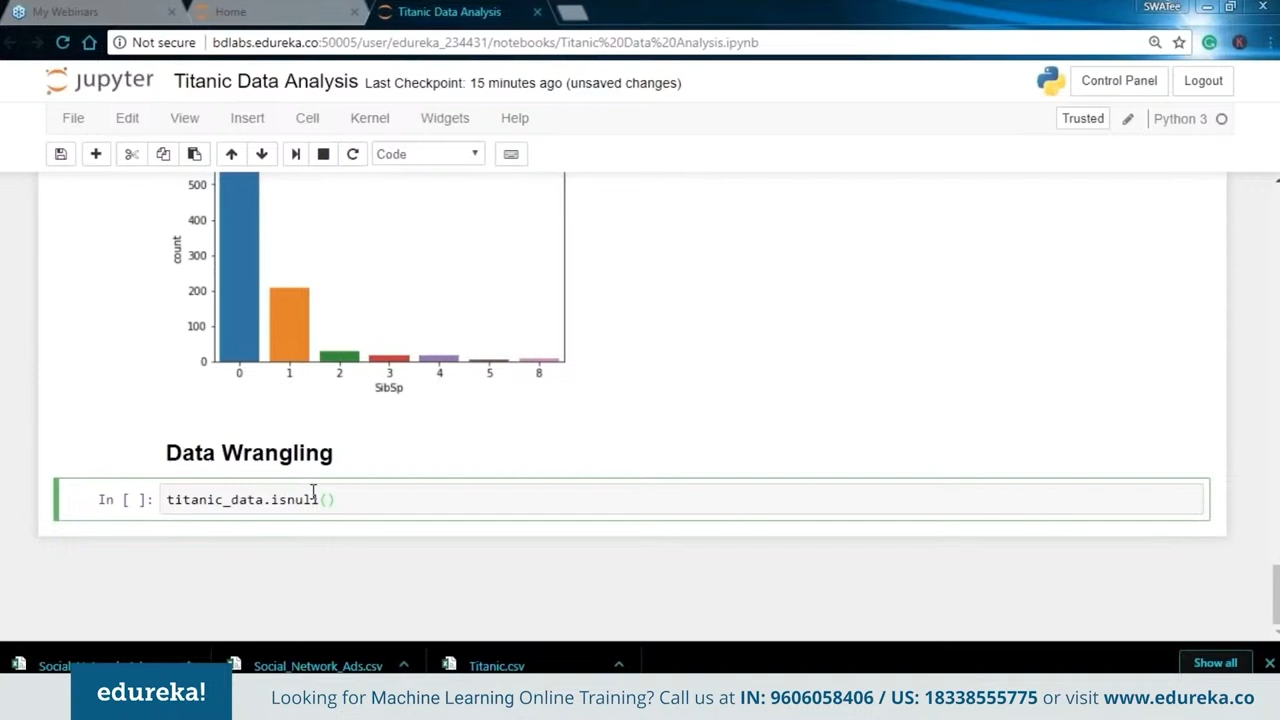 My Webinars
Home
Titanic Data Analysis
SWATee
Not secure
bdlabs.edureka.co:50005/user/edureka_234431/notebooks/Titanic%20Data%20Analysis.ipynb
K
jupyter
Titanic Data Analysis Last Checkpoint: 15 minutes ago (unsaved changes)
Control Panel
Logout
File Edit View Insert Cell Kernel Widgets Help
Trusted
Python 3
Code
500
400
300
200
100
0
count
0 1 2 3 4 5 8
SibSp
Data Wrangling
In [ ]: titanic_data.isnull()
Social_Network_Ads.csv
Titanic.csv
Show all
edureka!
Looking for Machine Learning Online Training? Call us at IN: 9606058406 / US: 18338555775 or visit www.edureka.co